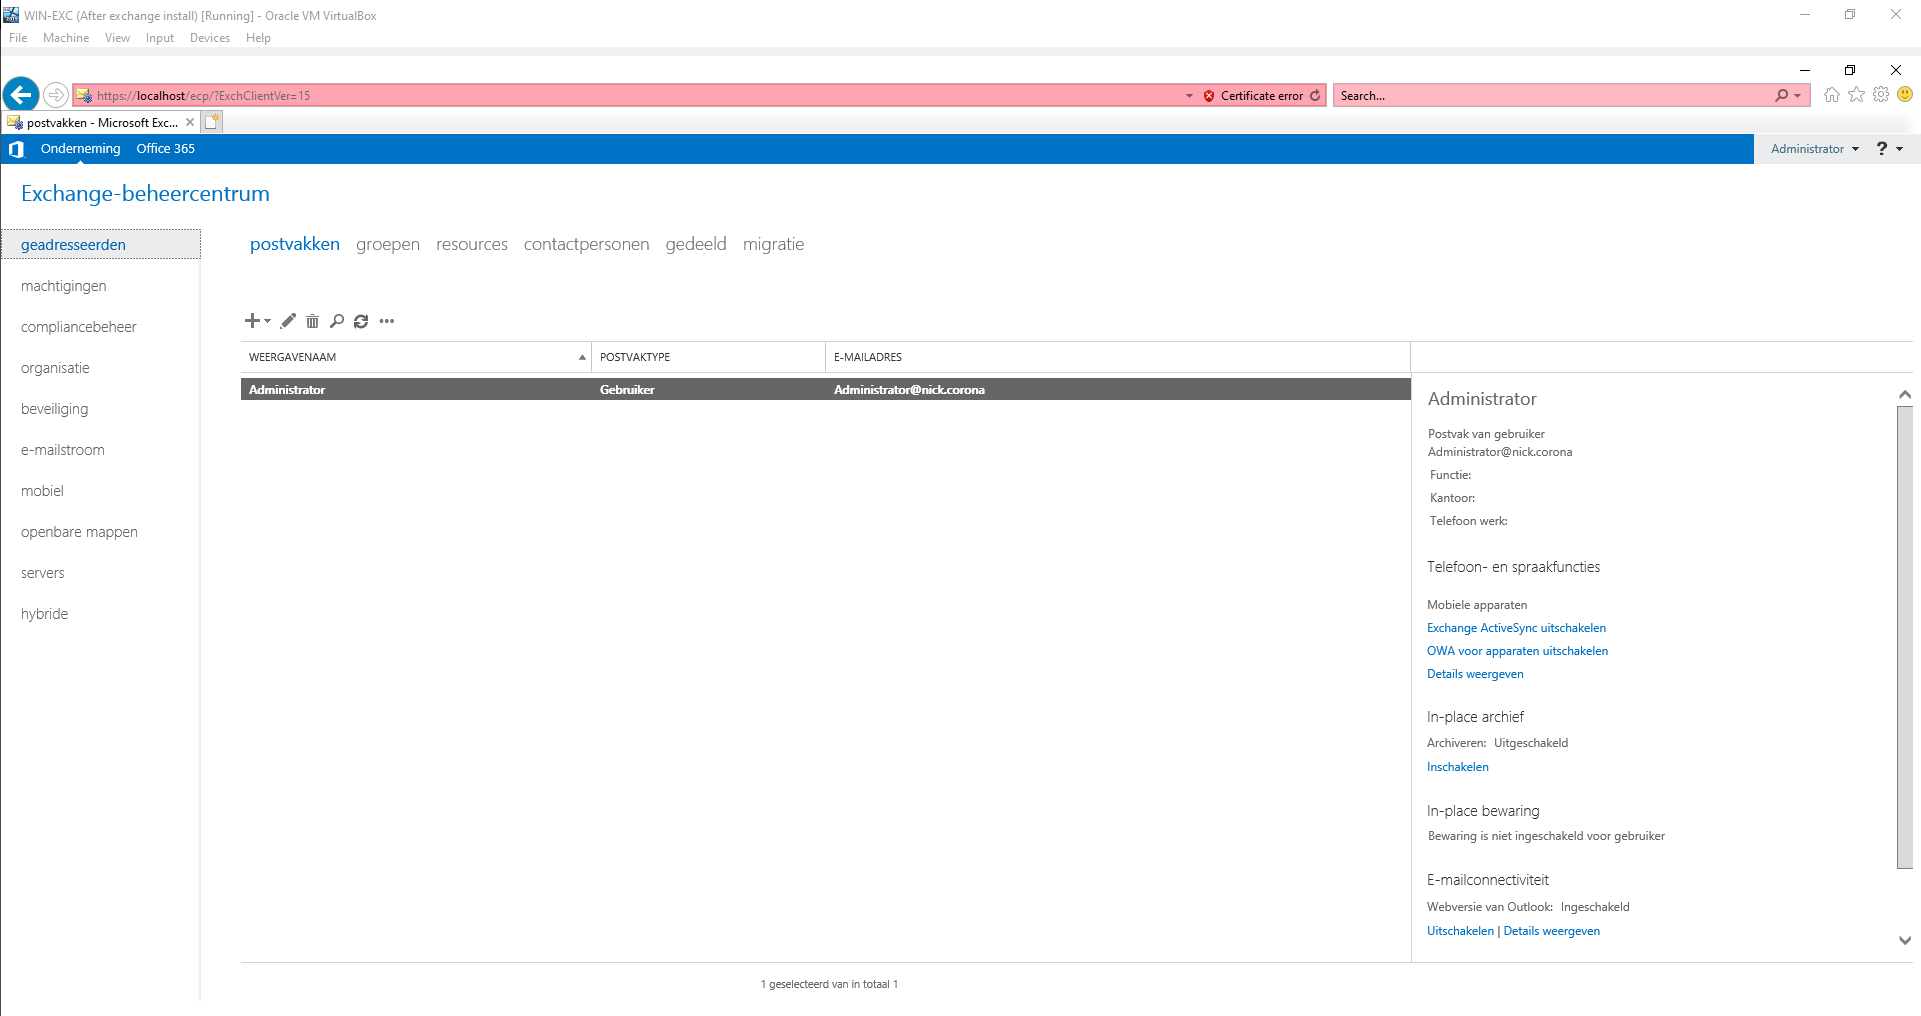 WIN-EXC (After exchange install) [Running] - Oracle VM VirtualBox
File Machine View Input Devices Help
https://localhost/ecp/?ExchClientVer=15 Certificate error Search...
postvakken - Microsoft Exc...
Onderneming Office 365 Administrator ?
Exchange-beheercentrum
geadresseerden
machtigingen
compliancebeheer
organisatie
beveiliging
e-mailstroom
mobiel
openbare mappen
servers
hybride
postvakken groepen resources contactpersonen gedeeld migratie
WEERGAVENAAM POSTVAKTYPE E-MAILADRES
Administrator Gebruiker Administrator@nick.corona
Administrator
Postvak van gebruiker
Administrator@nick.corona
Functie:
Kantoor:
Telefoon werk:
Telefoon- en spraakfuncties
Mobiele apparaten
Exchange ActiveSync uitschakelen
OWA voor apparaten uitschakelen
Details weergeven
In-place archief
Archiveren: Uitgeschakeld
Inschakelen
In-place bewaring
Bewaring is niet ingeschakeld voor gebruiker
E-mailconnectiviteit
Webversie van Outlook: Ingeschakeld
Uitschakelen | Details weergeven
1 geselecteerd van in totaal 1